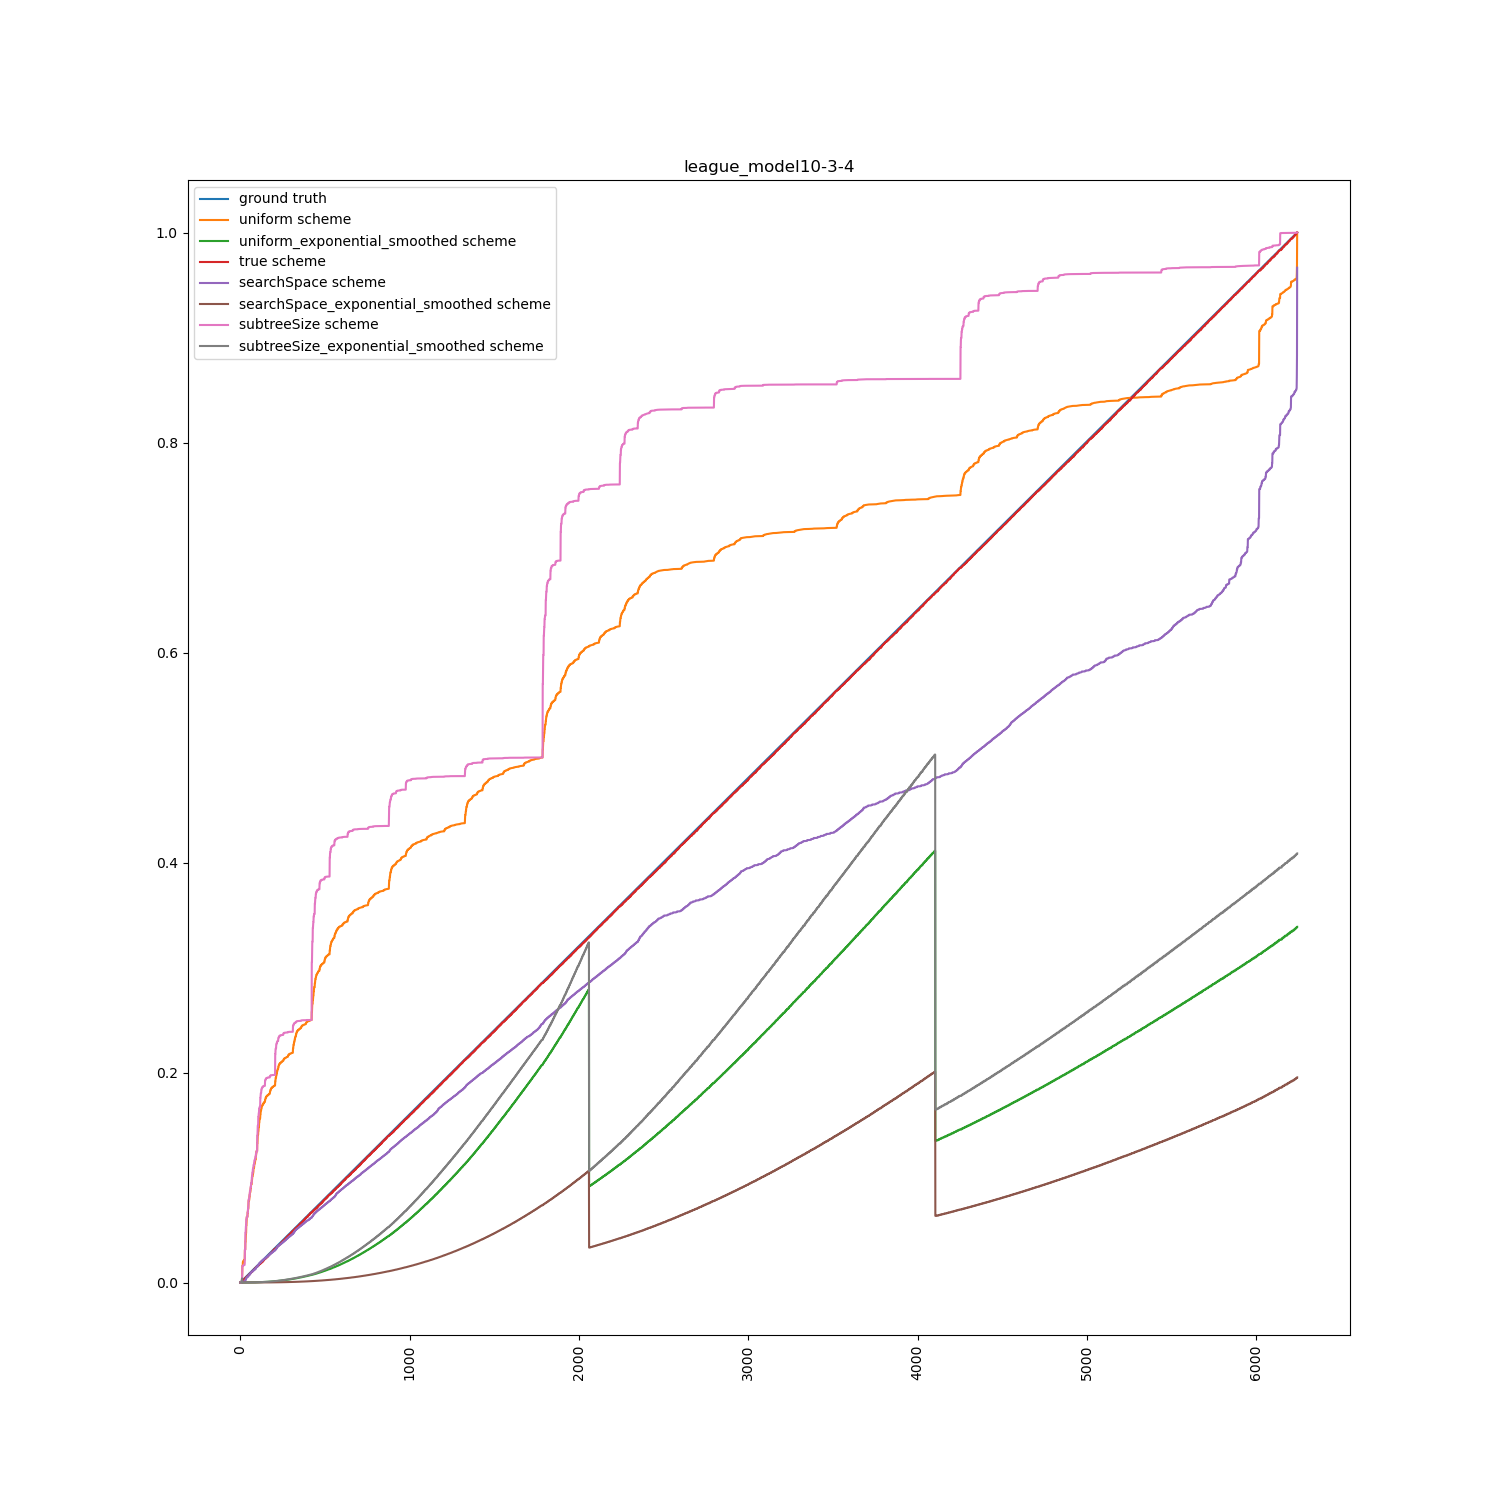 league_model10-3-4
ground truth
uniform scheme
uniform_exponential_smoothed scheme
true scheme
searchSpace scheme
searchSpace_exponential_smoothed scheme
subtreeSize scheme
subtreeSize_exponential_smoothed scheme
1.0
0.8
0.6
0.4
0.2
0.0
0
1000
2000
3000
4000
5000
6000